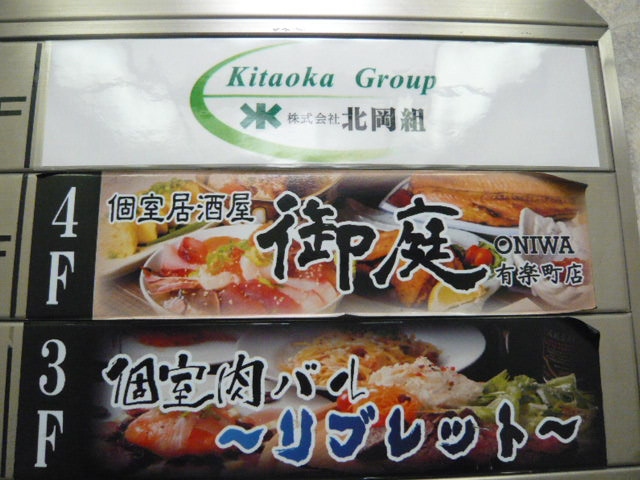 Kitaoka Group
株式会社 北岡組
4F
個室居酒屋
御庭
ONIWA
有楽町店
3F
個室肉バル
～リブレット～